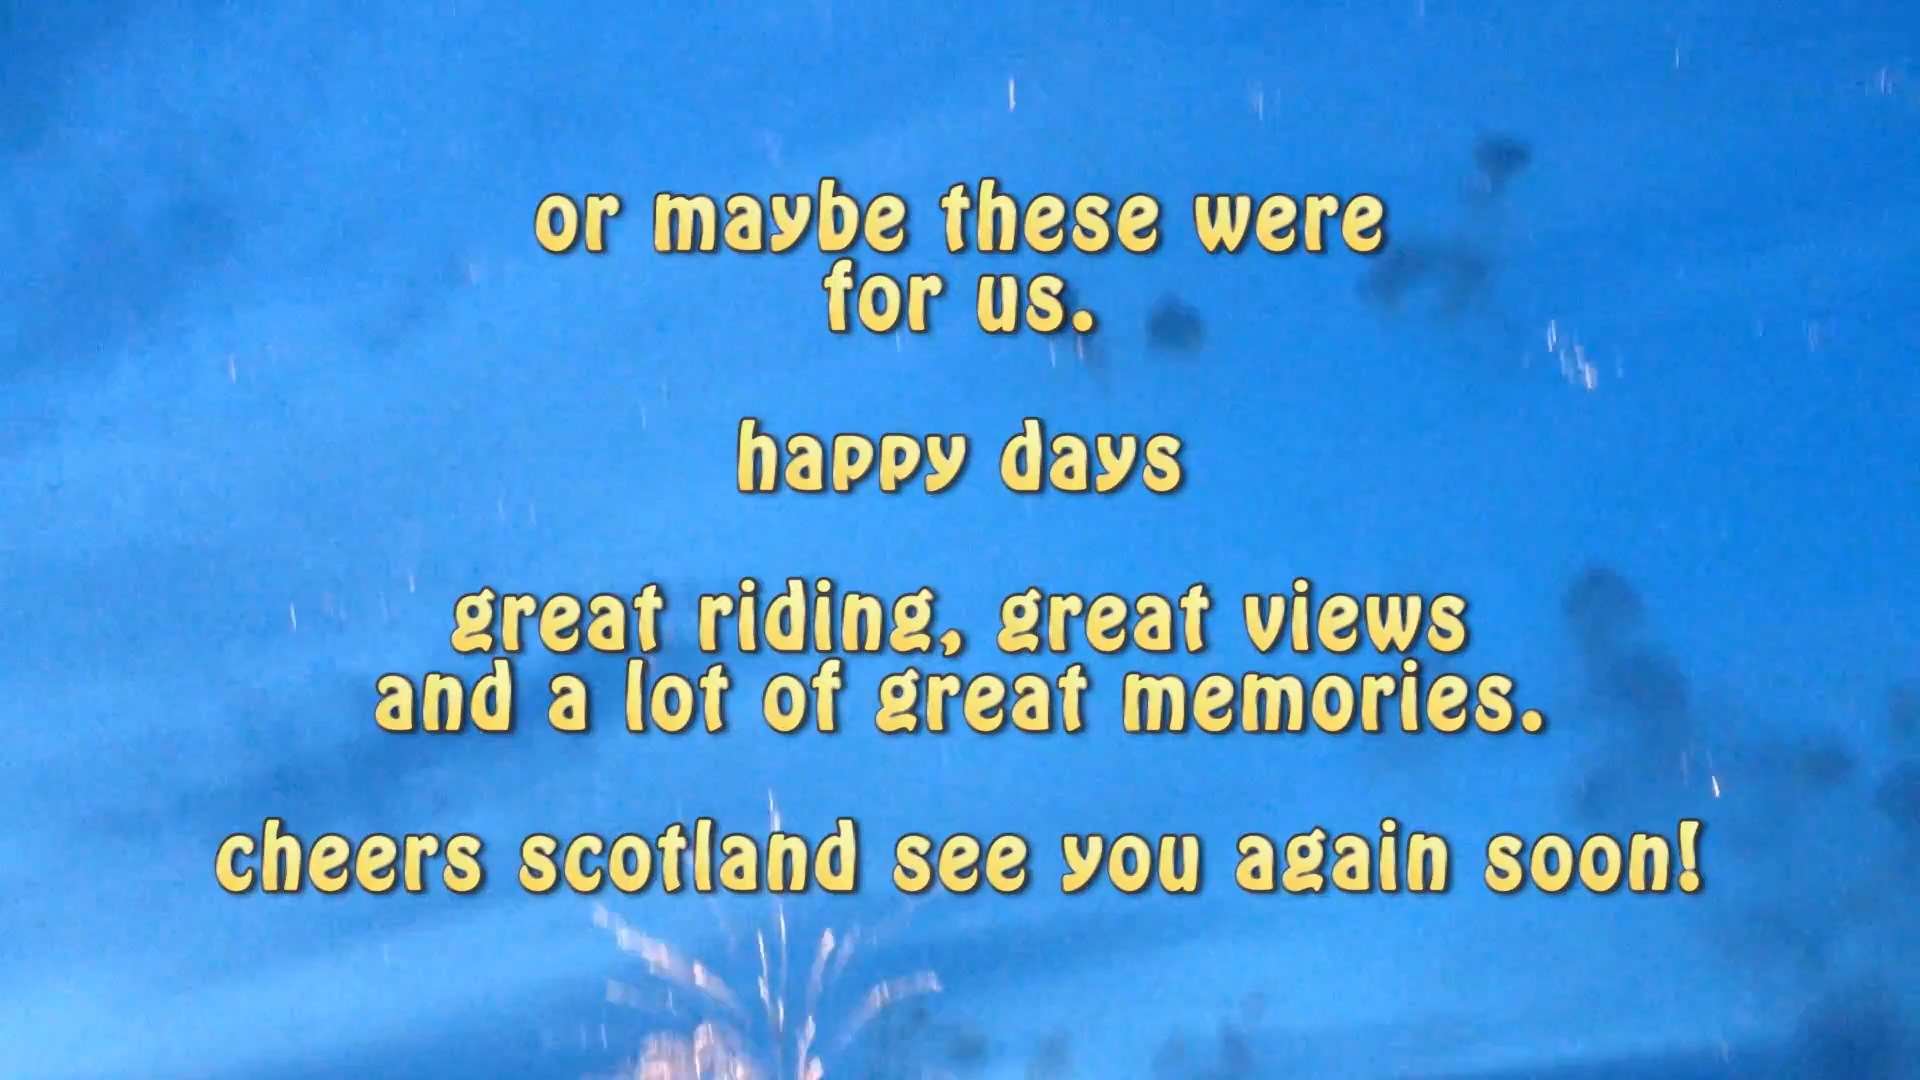 or maybe these were
for us.
happy days
great riding, great views
and a lot of great memories.
cheers scotland see you again soon!